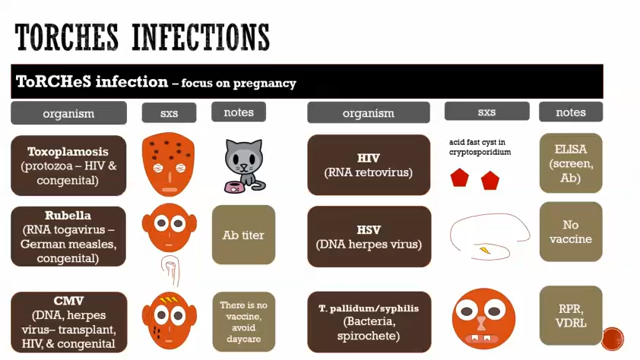 TORCHES INFECTIONS
ToRCHeS infection – focus on pregnancy
organism
sxs
notes
organism
sxs
notes
Toxoplamosis
(protozoa – HIV &
congenital)
HIV
(RNA retrovirus)
acid fast cyst in
cryptosporidium
ELISA
(screen,
Ab)
Rubella
(RNA togavirus –
German measles,
congenital)
Ab titer
HSV
(DNA herpes virus)
No
vaccine
CMV
(DNA, herpes
virus– transplant,
HIV, & congenital
There is no
vaccine,
avoid
daycare
T. pallidum/syphilis
(Bacteria,
spirochete)
RPR,
VDRL